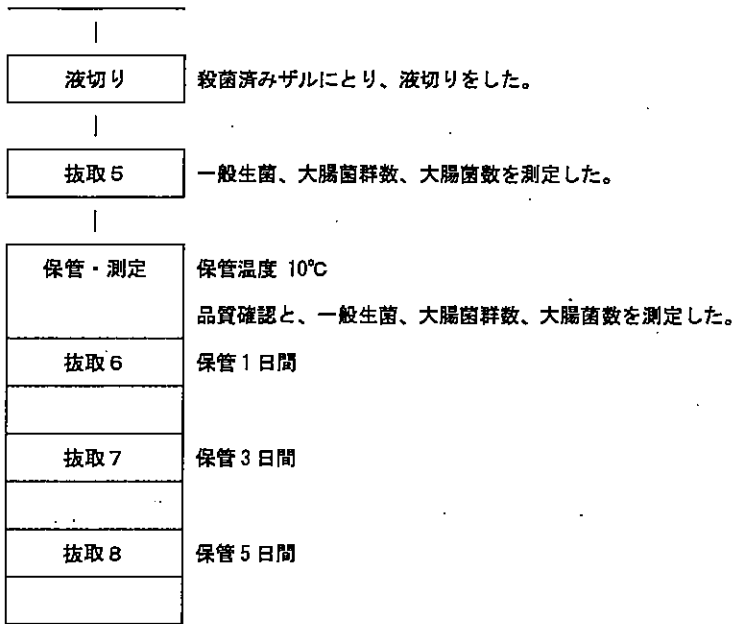 液切り 殺菌済みザルにとり、液切りをした。
抜取5 一般生菌、大腸菌群数、大腸菌数を測定した。
保管・測定 保管温度 10℃
品質確認と、一般生菌、大腸菌群数、大腸菌数を測定した。
抜取6 保管1日間
抜取7 保管3日間
抜取8 保管5日間